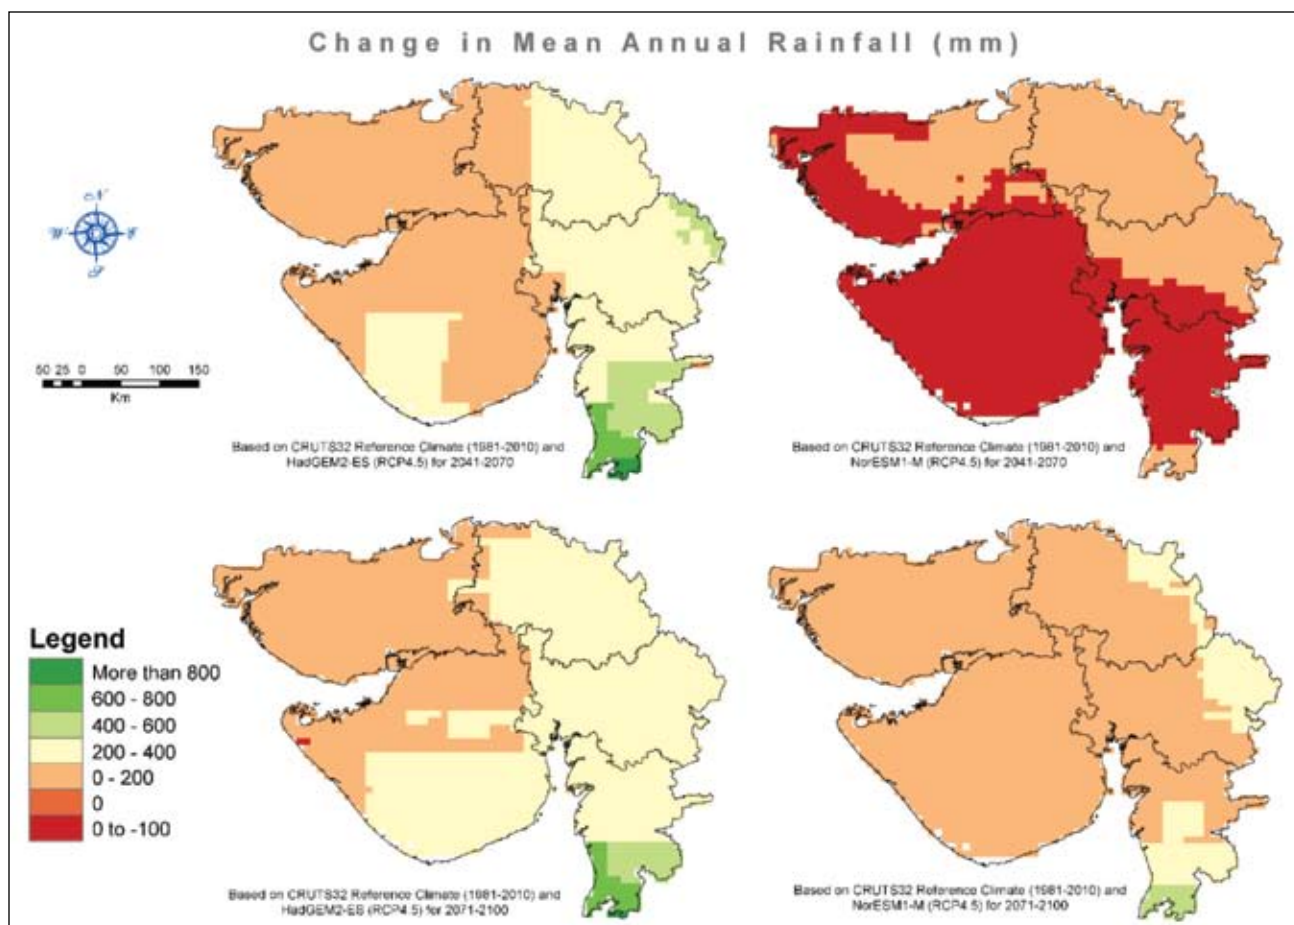 Change in Mean Annual Rainfall (mm)
N
W E
S
50 25 0 50 100 150
Km
Based on CRUTS32 Reference Climate (1981-2010) and
HadGEM2-ES (RCP4.5) for 2041-2070
Based on CRUTS32 Reference Climate (1981-2010) and
NorESM1-M (RCP4.5) for 2041-2070
Legend
More than 800
600 - 800
400 - 600
200 - 400
0 - 200
0
0 to -100
Based on CRUTS32 Reference Climate (1981-2010) and
HadGEM2-ES (RCP4.5) for 2071-2100
Based on CRUTS32 Reference Climate (1981-2010) and
NorESM1-M (RCP4.5) for 2071-2100